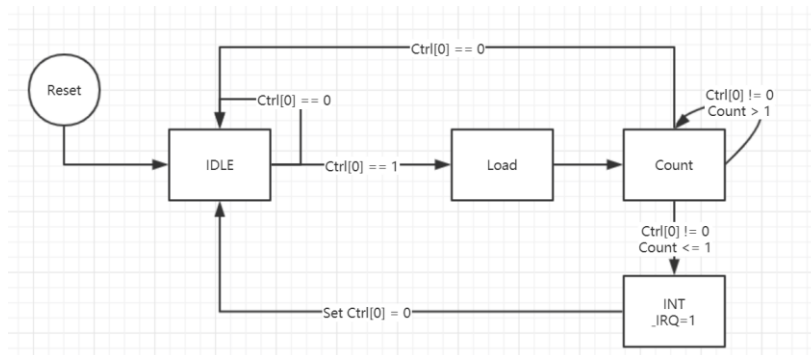 Ctrl[0] == 0
Reset
Ctrl[0] == 0
Ctrl[0] != 0
Count > 1
IDLE
Ctrl[0] == 1
Load
Count
Ctrl[0] != 0
Count <= 1
INT
_IRQ=1
Set Ctrl[0] = 0